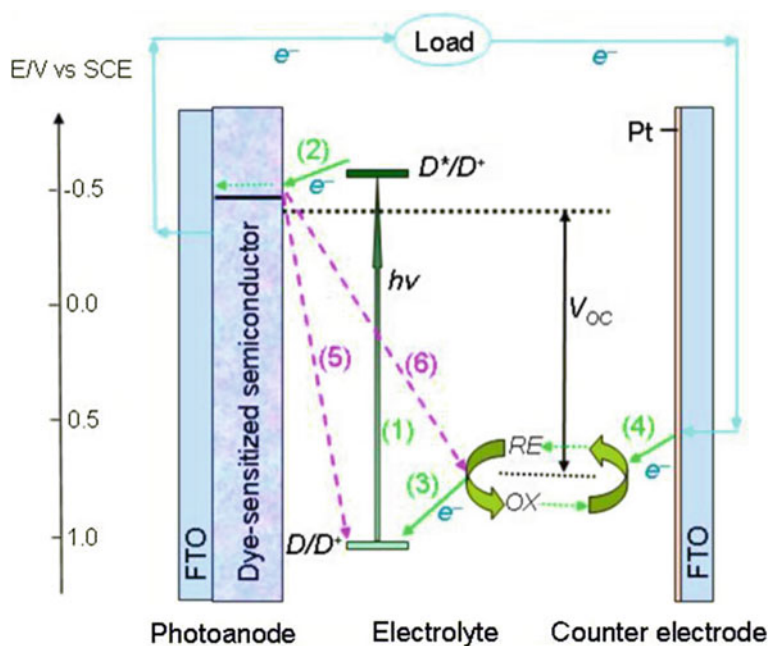 Load
e⁻
e⁻
E/V vs SCE
Pt
(2)
D*/D⁺
-0.5
e⁻
Dye-sensitized semiconductor
hν
V_OC
0.0
(5)
(6)
0.5
(1)
RE
(4)
e⁻
(3)
OX
e⁻
1.0
D/D⁺
FTO
FTO
Photoanode
Electrolyte
Counter electrode